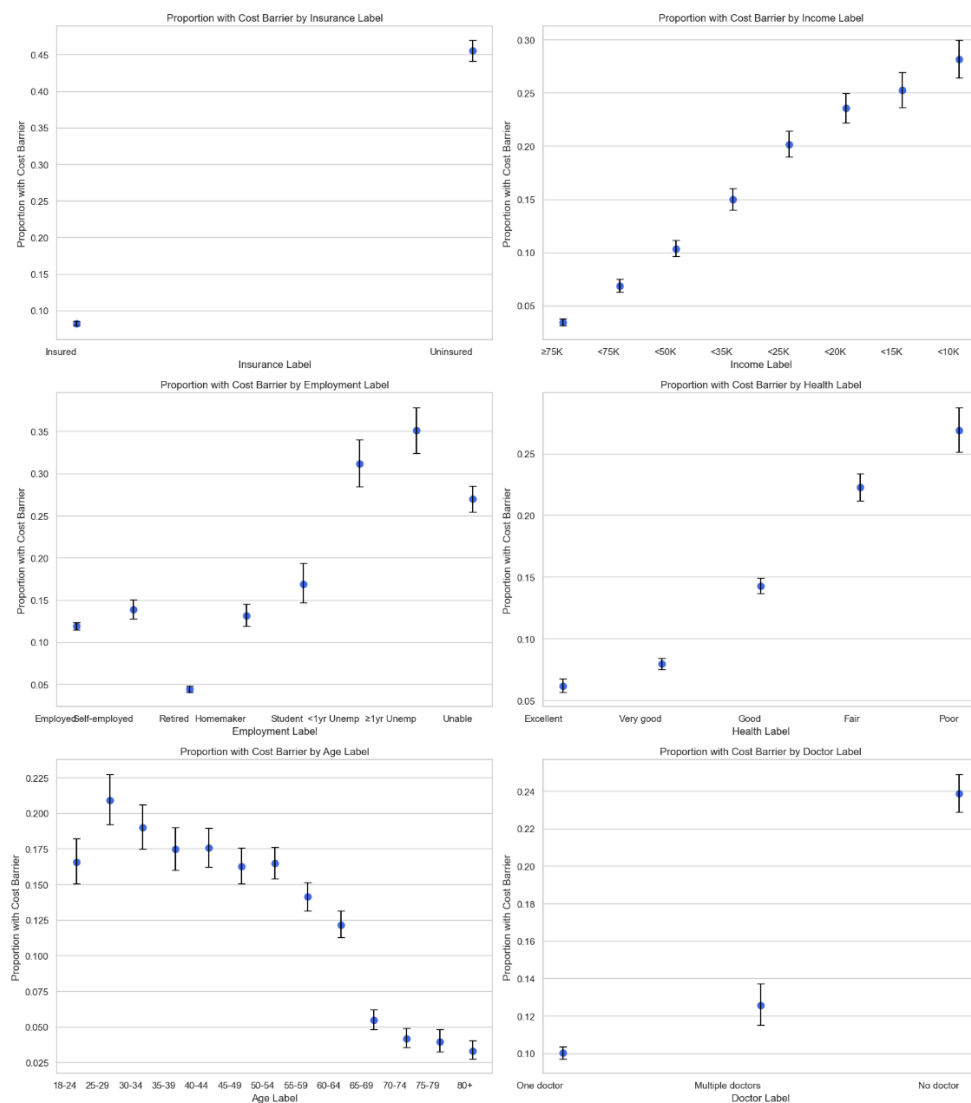 Proportion with Cost Barrier by Insurance Label
Proportion with Cost Barrier
0.45
0.40
0.35
0.30
0.25
0.20
0.15
0.10
Insured
Uninsured
Insurance Label
Proportion with Cost Barrier by Income Label
Proportion with Cost Barrier
0.30
0.25
0.20
0.15
0.10
0.05
≥75K
<75K
<50K
<35K
<25K
<20K
<15K
<10K
Income Label
Proportion with Cost Barrier by Employment Label
Proportion with Cost Barrier
0.35
0.30
0.25
0.20
0.15
0.10
0.05
Employed
Self-employed
Retired
Homemaker
Student
<1yr Unemp
≥1yr Unemp
Unable
Employment Label
Proportion with Cost Barrier by Health Label
Proportion with Cost Barrier
0.25
0.20
0.15
0.10
0.05
Excellent
Very good
Good
Fair
Poor
Health Label
Proportion with Cost Barrier by Age Label
Proportion with Cost Barrier
0.225
0.200
0.175
0.150
0.125
0.100
0.075
0.050
0.025
18-24
25-29
30-34
35-39
40-44
45-49
50-54
55-59
60-64
65-69
70-74
75-79
80+
Age Label
Proportion with Cost Barrier by Doctor Label
Proportion with Cost Barrier
0.24
0.22
0.20
0.18
0.16
0.14
0.12
0.10
One doctor
Multiple doctors
No doctor
Doctor Label